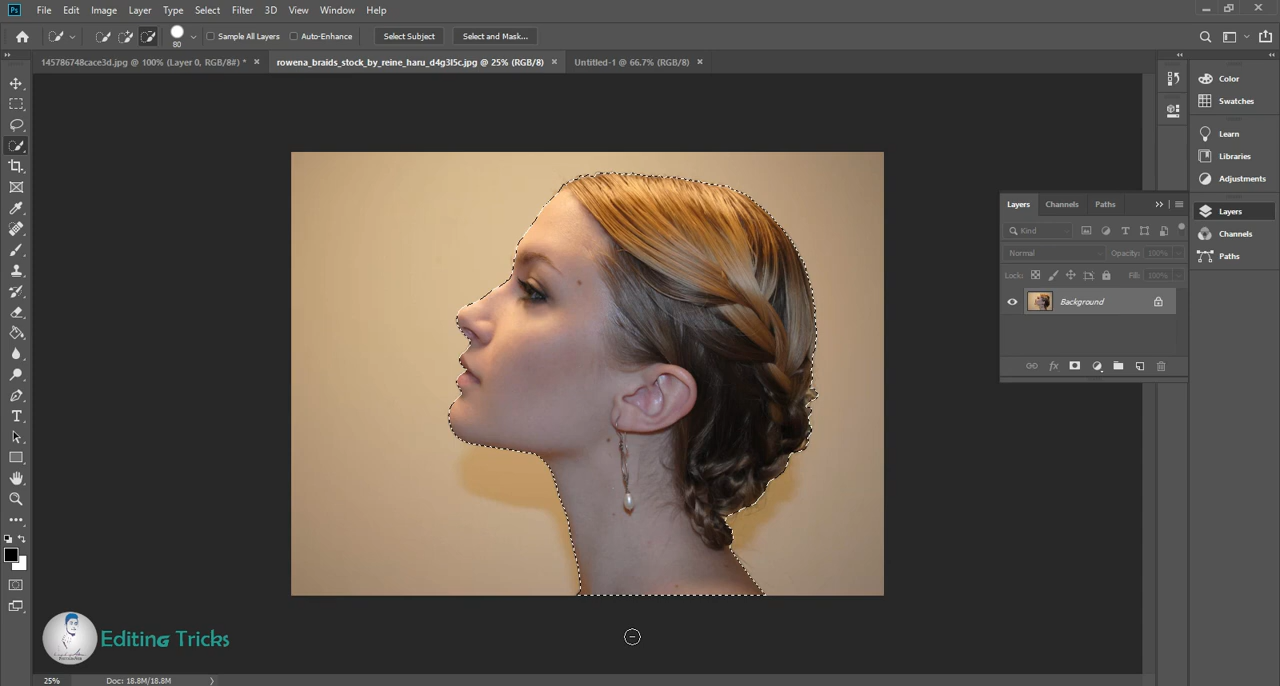 Ps File Edit Image Layer Type Select Filter 3D View Window Help
80 Sample All Layers Auto-Enhance Select Subject Select and Mask...
145786748cace3d.jpg @ 100% (Layer 0, RGB/8#) * × rowena_braids_stock_by_reine_haru_d4g3l5c.jpg @ 25% (RGB/8) × Untitled-1 @ 66.7% (RGB/8) ×
Color
Swatches
Learn
Libraries
Adjustments
Layers
Channels
Paths
Layers Channels Paths
Kind
Normal Opacity: 100%
Lock: Fill: 100%
Background
Editing Tricks
25% Doc: 18.8M/18.8M